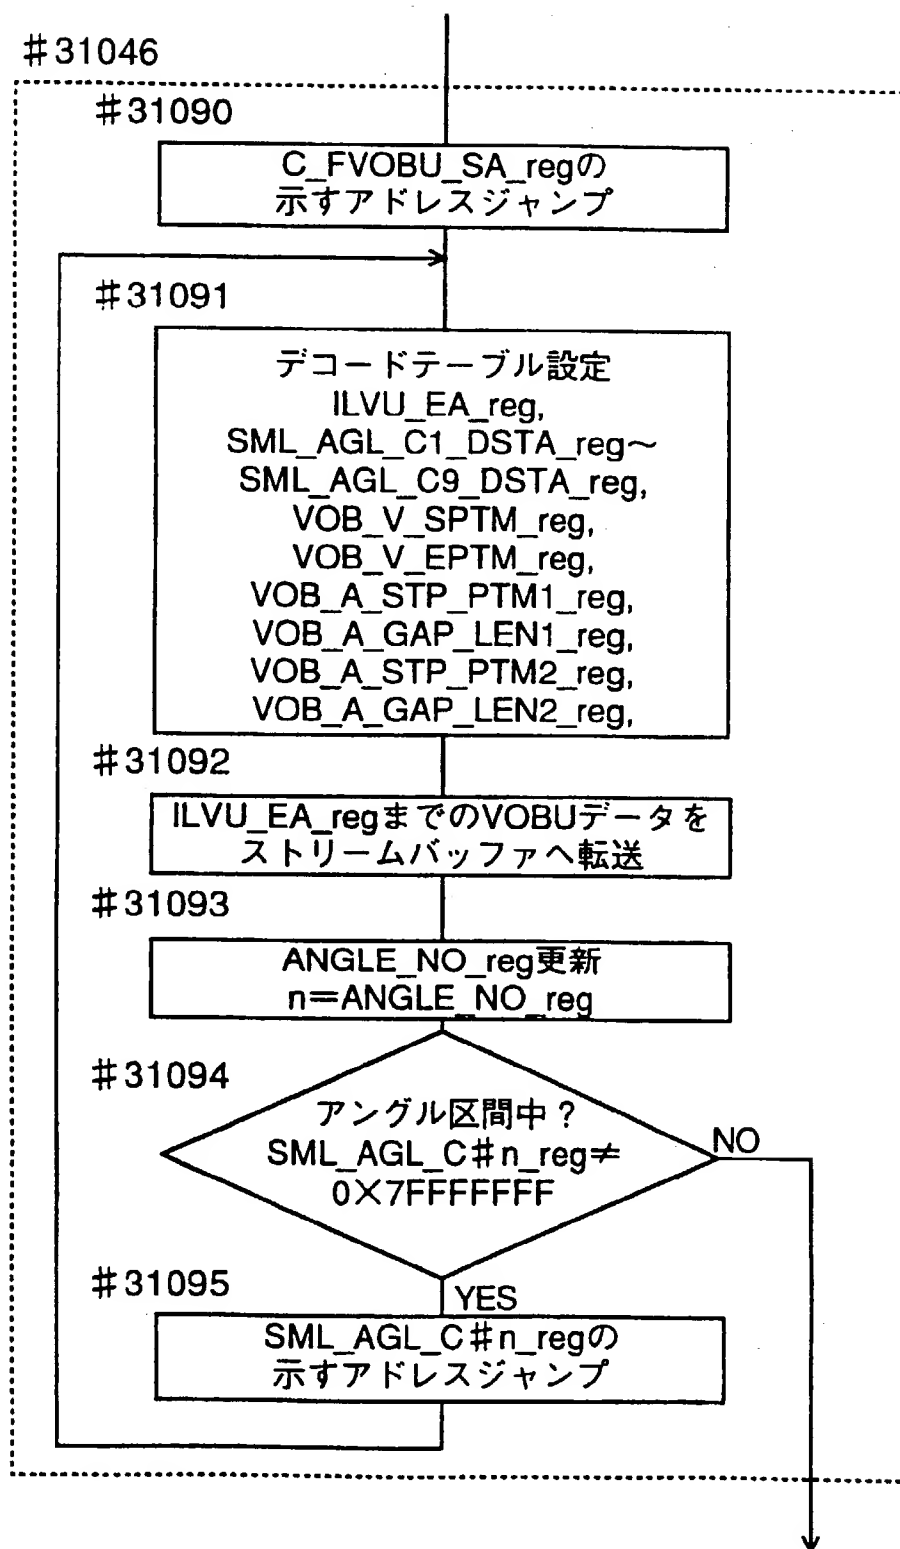 #31046
#31090
C_FVOBU_SA_regの
示すアドレスジャンプ
#31091
デコードテーブル設定
ILVU_EA_reg,
SML_AGL_C1_DSTA_reg～
SML_AGL_C9_DSTA_reg,
VOB_V_SPTM_reg,
VOB_V_EPTM_reg,
VOB_A_STP_PTM1_reg,
VOB_A_GAP_LEN1_reg,
VOB_A_STP_PTM2_reg,
VOB_A_GAP_LEN2_reg,
#31092
ILVU_EA_regまでのVOBUデータを
ストリームバッファへ転送
#31093
ANGLE_NO_reg更新
n=ANGLE_NO_reg
#31094
アングル区間中？
SML_AGL_C#n_reg≠
0×7FFFFFFF
NO
#31095
YES
SML_AGL_C#n_regの
示すアドレスジャンプ